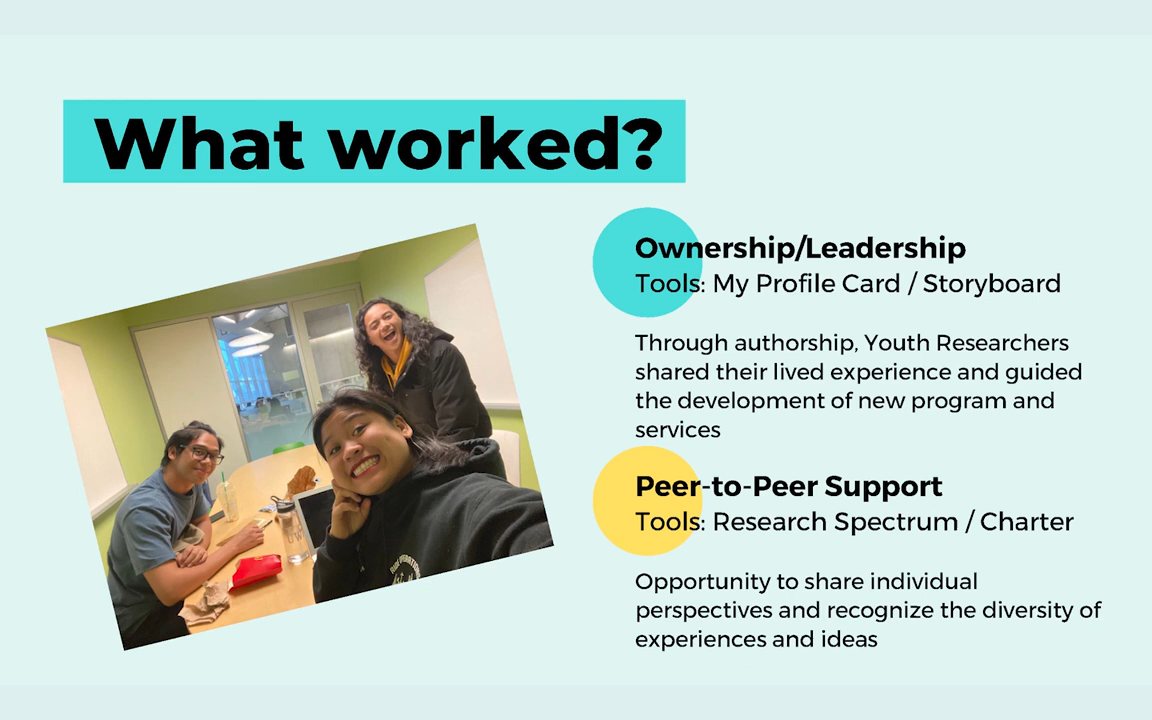 What worked?
Ownership/Leadership
Tools: My Profile Card / Storyboard
Through authorship, Youth Researchers
shared their lived experience and guided
the development of new program and
services
Peer-to-Peer Support
Tools: Research Spectrum / Charter
Opportunity to share individual
perspectives and recognize the diversity of
experiences and ideas